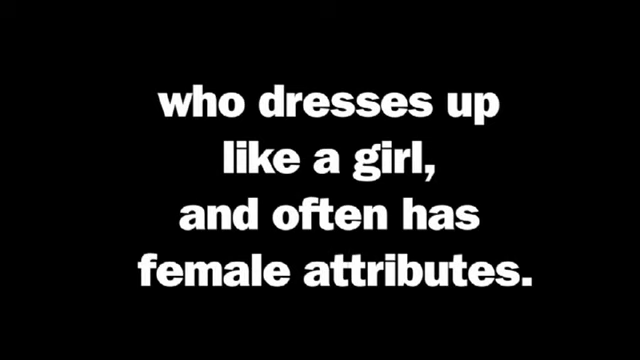 who dresses up
like a girl,
and often has
female attributes.